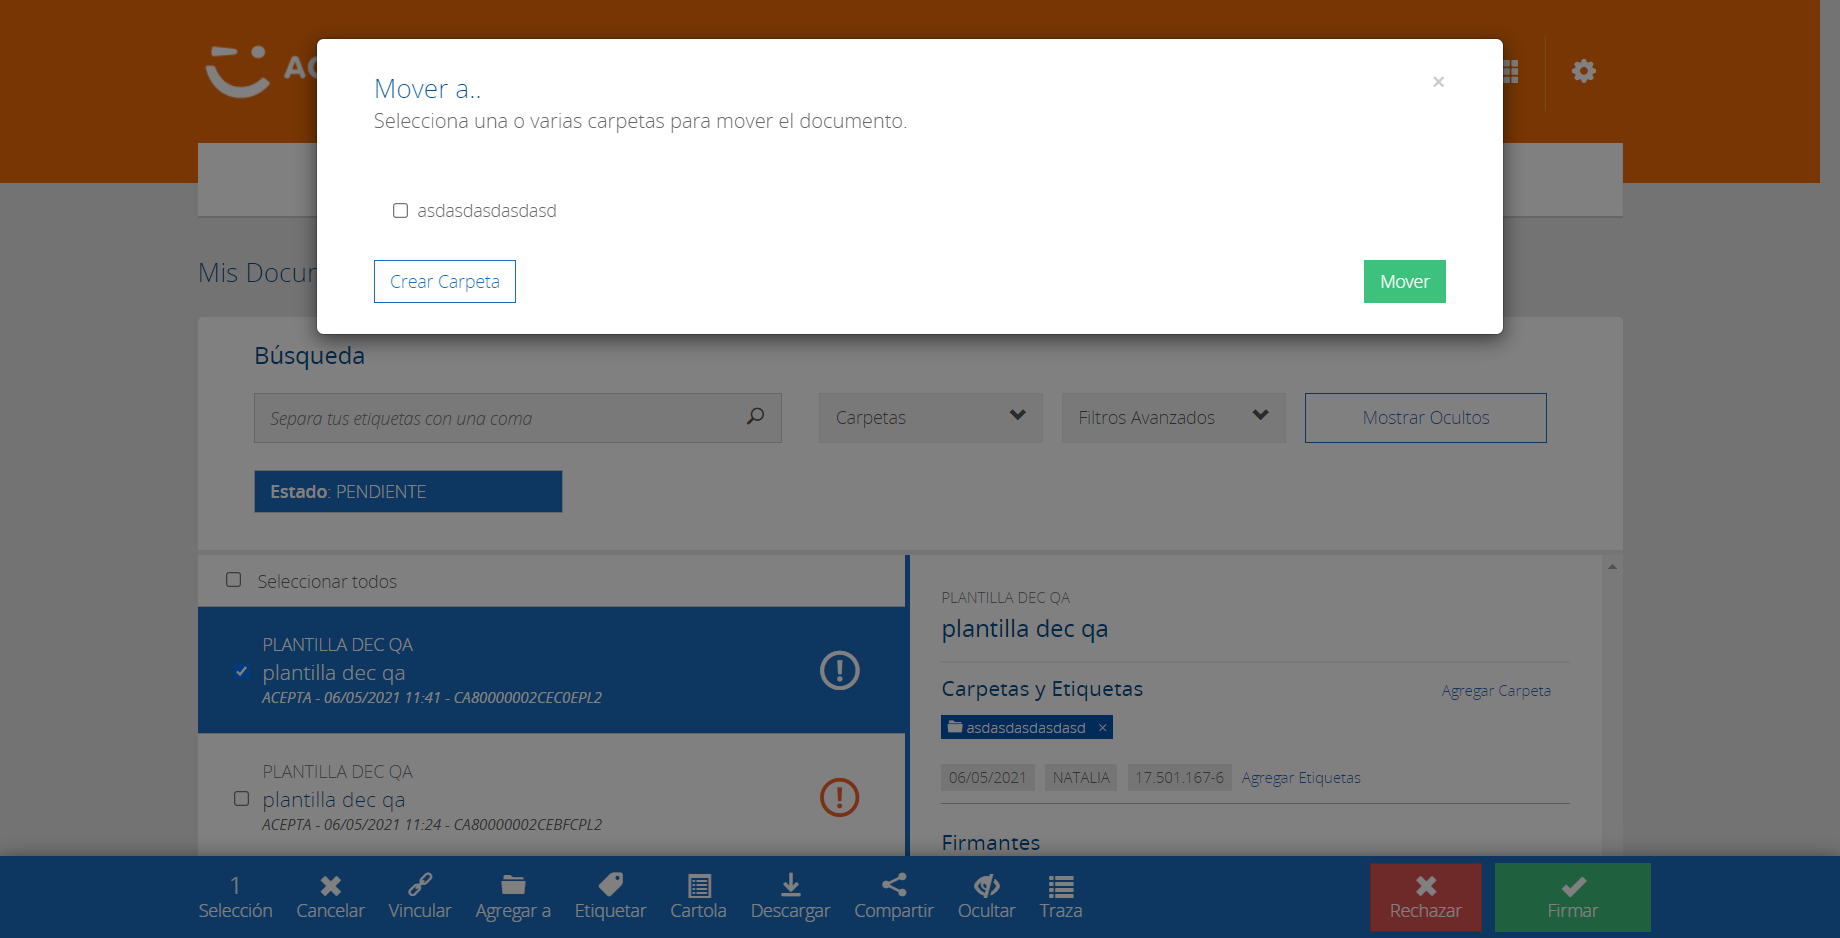 Mover a..
×
Selecciona una o varias carpetas para mover el documento.
asdasdasdasdasd
Crear Carpeta
Mover
Mis
Búsqueda
Separa tus etiquetas con una coma
Carpetas
Filtros Avanzados
Mostrar Ocultos
Estado: PENDIENTE
Seleccionar todos
PLANTILLA DEC QA
plantilla dec qa
ACEPTA - 06/05/2021 11:41 - CA80000002CEC0EPL2
PLANTILLA DEC QA
plantilla dec qa
ACEPTA - 06/05/2021 11:24 - CA80000002CEBFCPL2
PLANTILLA DEC QA
plantilla dec qa
Carpetas y Etiquetas
Agregar Carpeta
asdasdasdasdasd ×
06/05/2021 NATALIA 17.501.167-6 Agregar Etiquetas
Firmantes
1
Selección
Cancelar
Vincular
Agregar a
Etiquetar
Cartola
Descargar
Compartir
Ocultar
Traza
Rechazar
Firmar